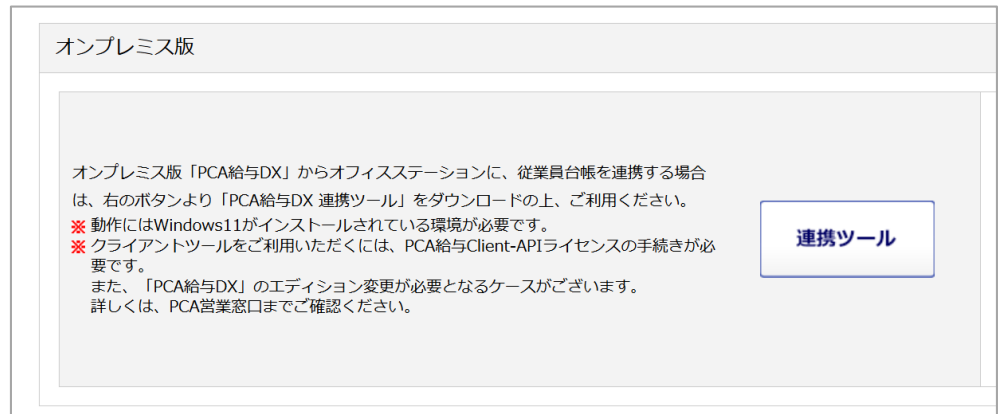 オンプレミス版
オンプレミス版「PCA給与DX」からオフィスステーションに、従業員台帳を連携する場合
は、右のボタンより「PCA給与DX 連携ツール」をダウンロードの上、ご利用ください。
※ 動作にはWindows11がインストールされている環境が必要です。
※ クライアントツールをご利用いただくには、PCA給与Client-APIライセンスの手続きが必
要です。
また、「PCA給与DX」のエディション変更が必要となるケースがございます。
詳しくは、PCA営業窓口までご確認ください。
連携ツール